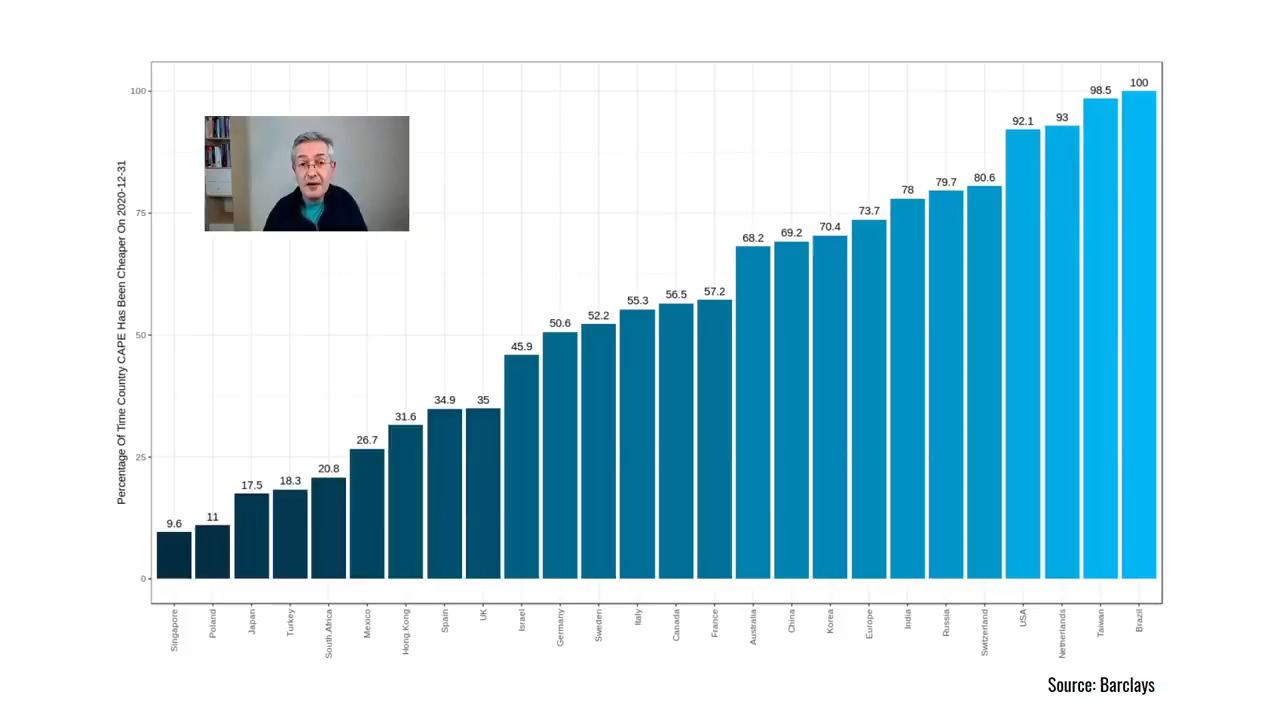 Percentage Of Time Country CAPE Has Been Cheaper On 2020-12-31
100
75
50
25
0
9.6
11
17.5
18.3
20.8
26.7
31.6
34.9
35
45.9
50.6
52.2
55.3
56.5
57.2
68.2
69.2
70.4
73.7
78
79.7
80.6
92.1
93
98.5
100
Singapore
Poland
Japan
Turkey
South Africa
Mexico
Hong Kong
Spain
UK
Israel
Germany
Sweden
Italy
Canada
France
Australia
China
Korea
Europe
India
Russia
Switzerland
USA
Netherlands
Taiwan
Brazil
Source: Barclays